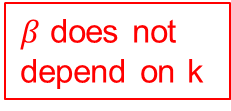 β does not
depend on k